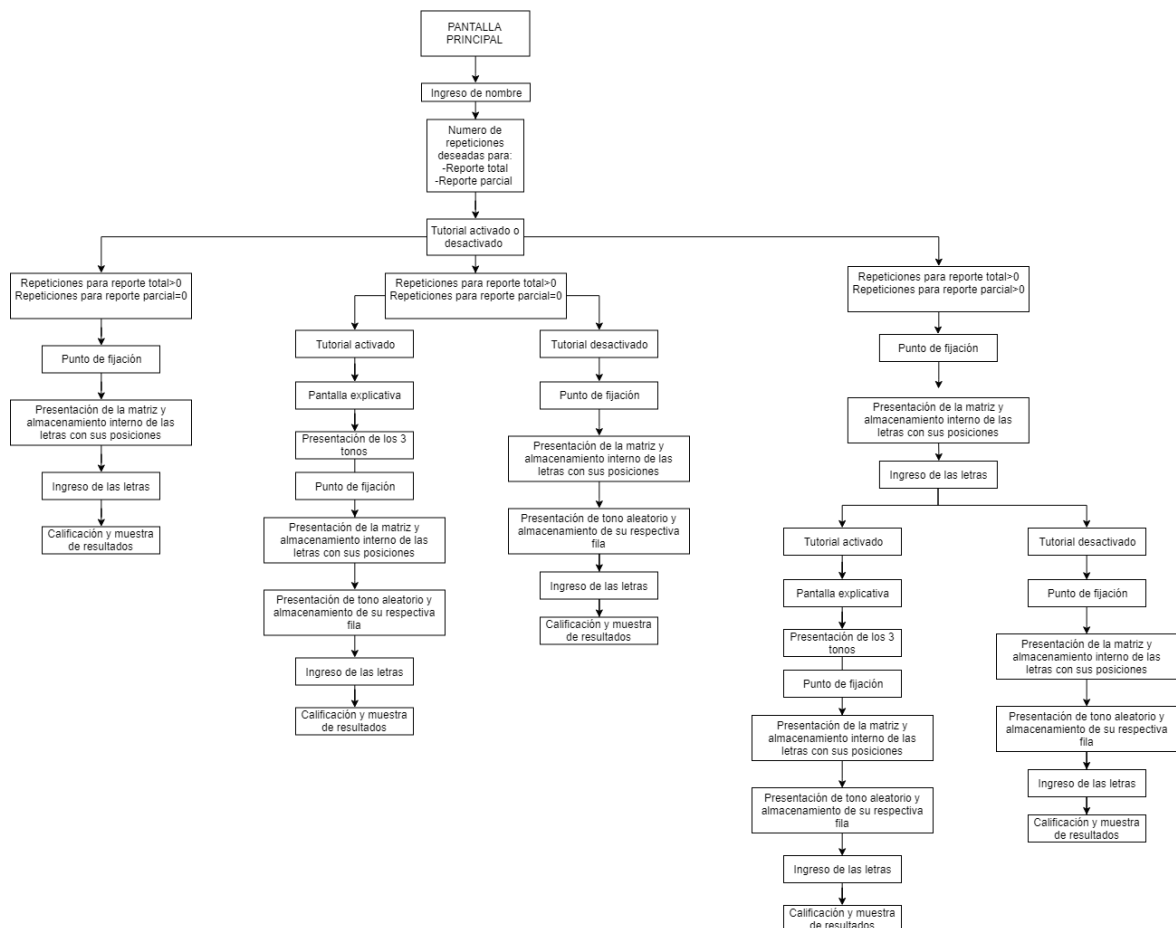 PANTALLA
PRINCIPAL
Ingreso de nombre
Numero de
repeticiones
deseadas para:
-Reporte total
-Reporte parcial
Tutorial activado o
desactivado
Repeticiones para reporte total>0
Repeticiones para reporte parcial=0
Punto de fijación
Presentación de la matriz y
almacenamiento interno de las
letras con sus posiciones
Ingreso de las letras
Calificación y muestra
de resultados
Repeticiones para reporte total>0
Repeticiones para reporte parcial=0
Tutorial activado
Pantalla explicativa
Presentación de los 3
tonos
Punto de fijación
Presentación de la matriz y
almacenamiento interno de las
letras con sus posiciones
Presentación de tono aleatorio y
almacenamiento de su respectiva
fila
Ingreso de las letras
Calificación y muestra
de resultados
Tutorial desactivado
Punto de fijación
Presentación de la matriz y
almacenamiento interno de las
letras con sus posiciones
Presentación de tono aleatorio y
almacenamiento de su respectiva
fila
Ingreso de las letras
Calificación y muestra
de resultados
Repeticiones para reporte total>0
Repeticiones para reporte parcial>0
Punto de fijación
Presentación de la matriz y
almacenamiento interno de las
letras con sus posiciones
Ingreso de las letras
Tutorial activado
Pantalla explicativa
Presentación de los 3
tonos
Punto de fijación
Presentación de la matriz y
almacenamiento interno de las
letras con sus posiciones
Presentación de tono aleatorio y
almacenamiento de su respectiva
fila
Ingreso de las letras
Calificación y muestra
de resultados
Tutorial desactivado
Punto de fijación
Presentación de la matriz y
almacenamiento interno de las
letras con sus posiciones
Presentación de tono aleatorio y
almacenamiento de su respectiva
fila
Ingreso de las letras
Calificación y muestra
de resultados